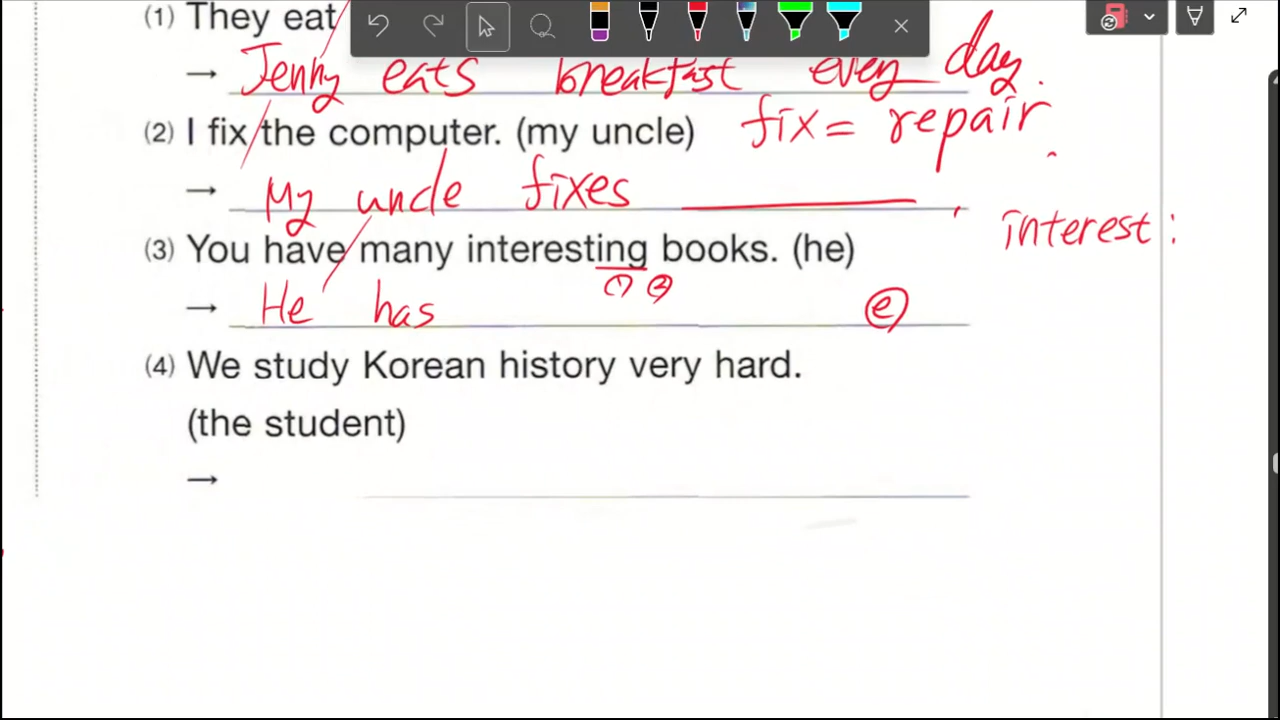 (1) They eat
→ Jenny eats breakfast every day.
(2) I fix the computer. (my uncle) fix = repair
→ My uncle fixes
interest :
(3) You have many interesting books. (he)
① ②
→ He has ⓔ
(4) We study Korean history very hard.
(the student)
→